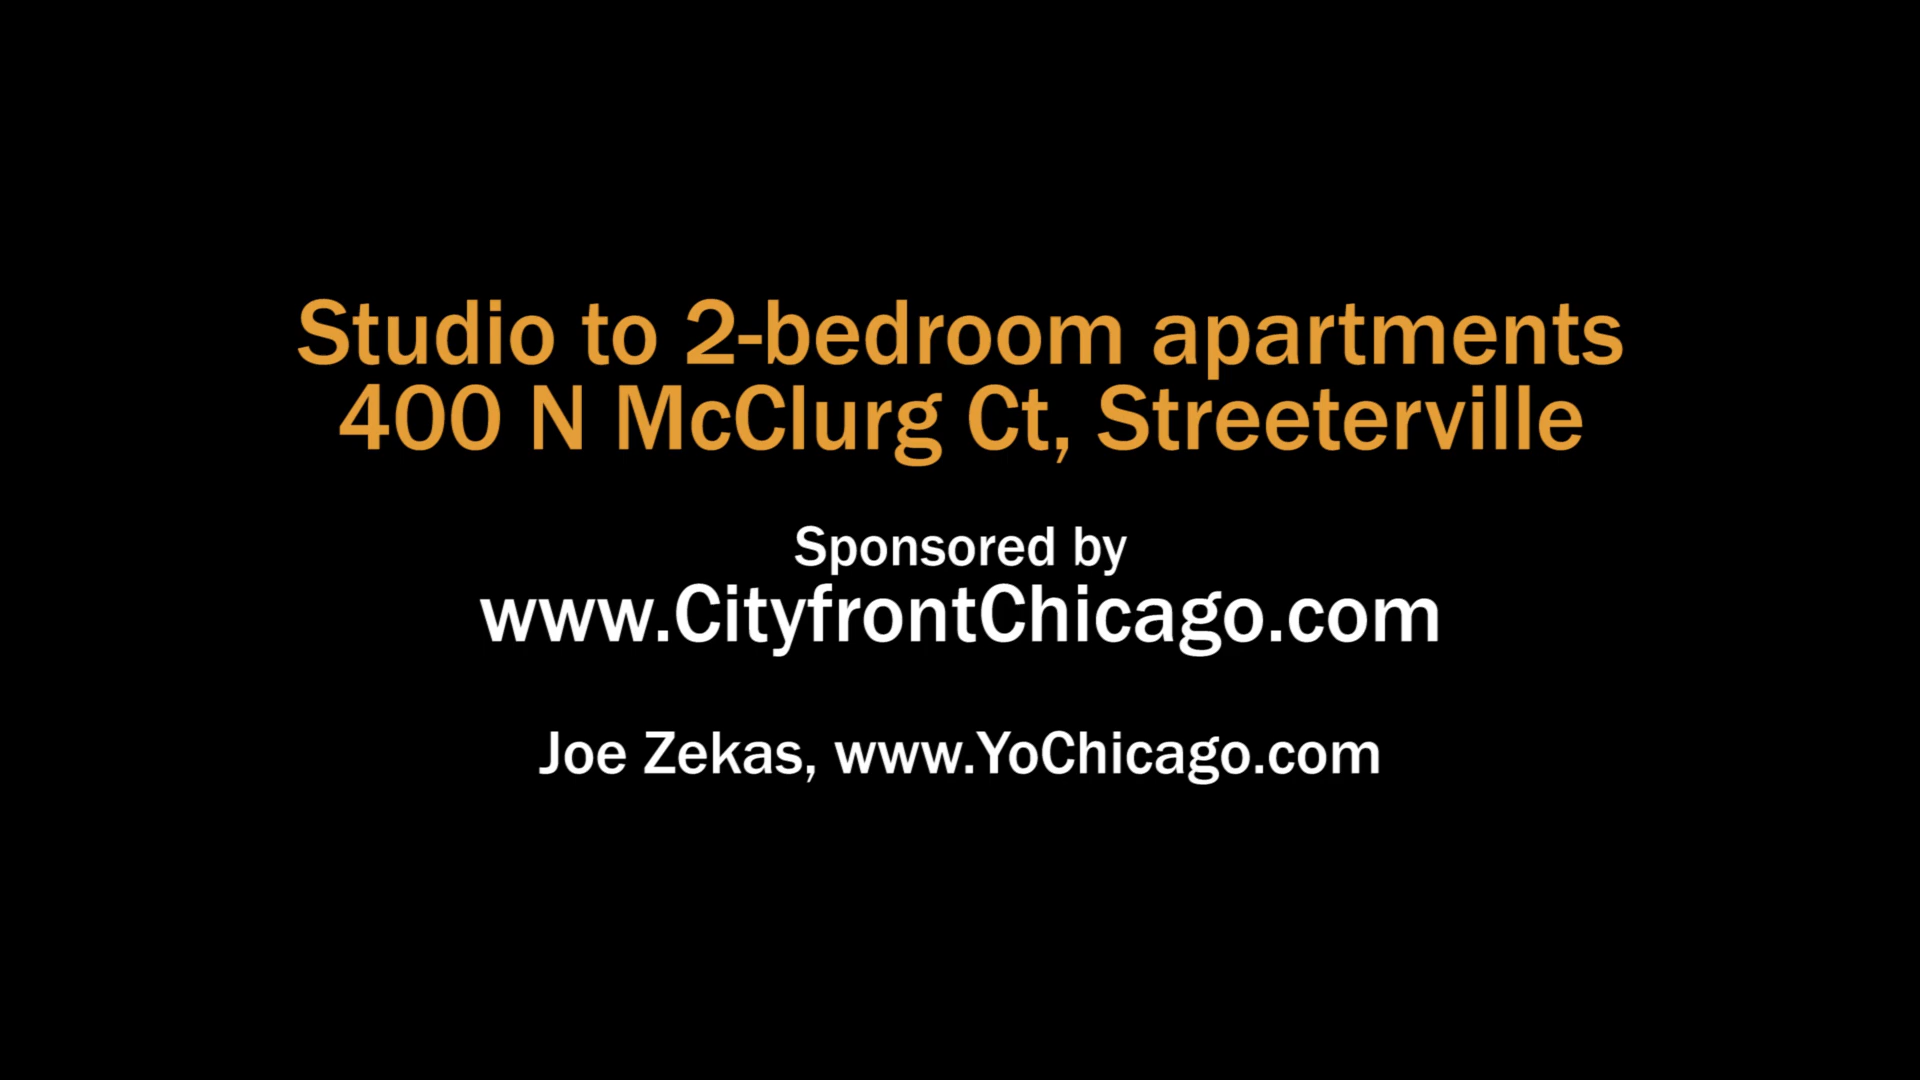 Studio to 2-bedroom apartments
400 N McClurg Ct, Streeterville
Sponsored by
www.CityfrontChicago.com
Joe Zekas, www.YoChicago.com